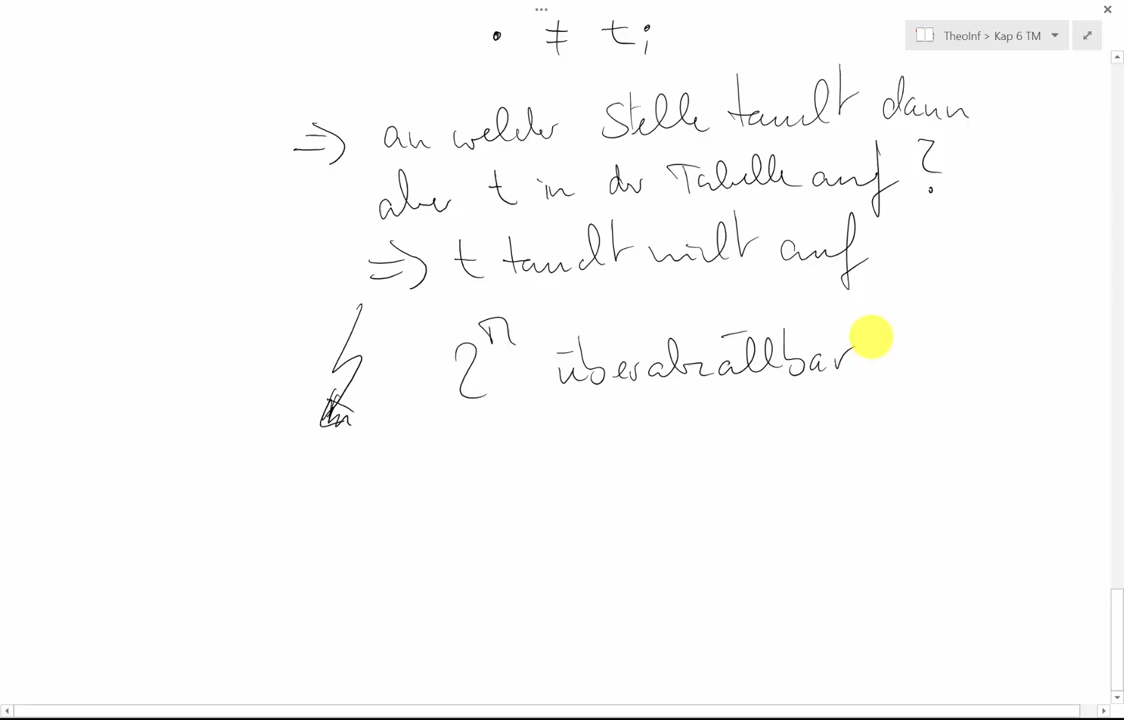 TheoInf > Kap 6 TM
• ≠ ti
⇒ an welcher Stelle taucht dann
aber t in der Tabelle auf?
⇒ t taucht nicht auf
2^π überabzählbar